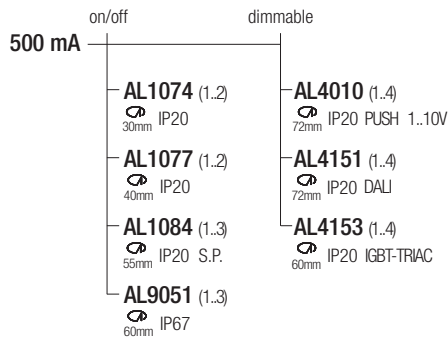 on/off dimmable
500 mA
AL1074 (1..2)
30mm IP20
AL1077 (1..2)
40mm IP20
AL1084 (1..3)
55mm IP20 S.P.
AL9051 (1..3)
60mm IP67
AL4010 (1..4)
72mm IP20 PUSH 1..10V
AL4151 (1..4)
72mm IP20 DALI
AL4153 (1..4)
60mm IP20 IGBT-TRIAC